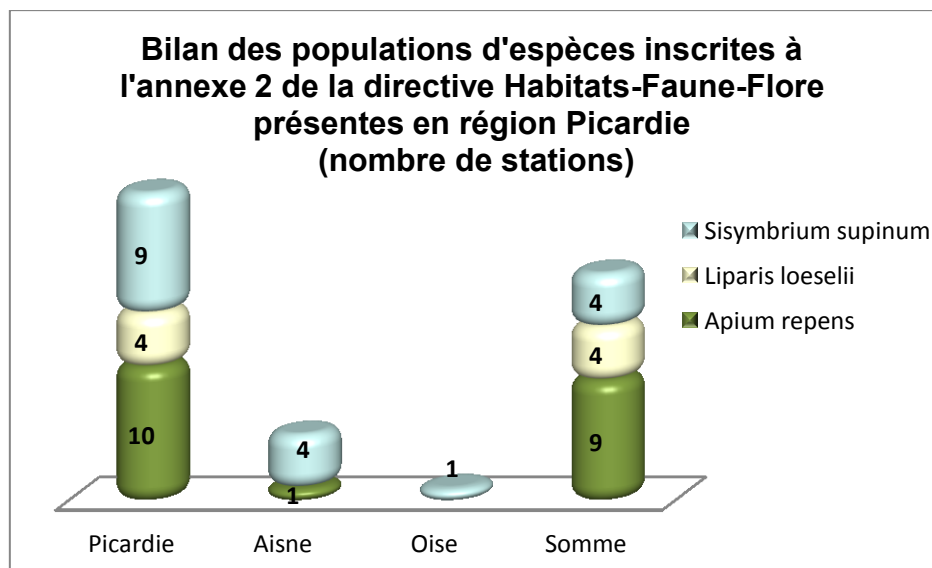 Bilan des populations d'espèces inscrites à
l'annexe 2 de la directive Habitats-Faune-Flore
présentes en région Picardie
(nombre de stations)
Sisymbrium supinum
Liparis loeselii
Apium repens
9
4
10
4
1
1
4
4
9
Picardie
Aisne
Oise
Somme